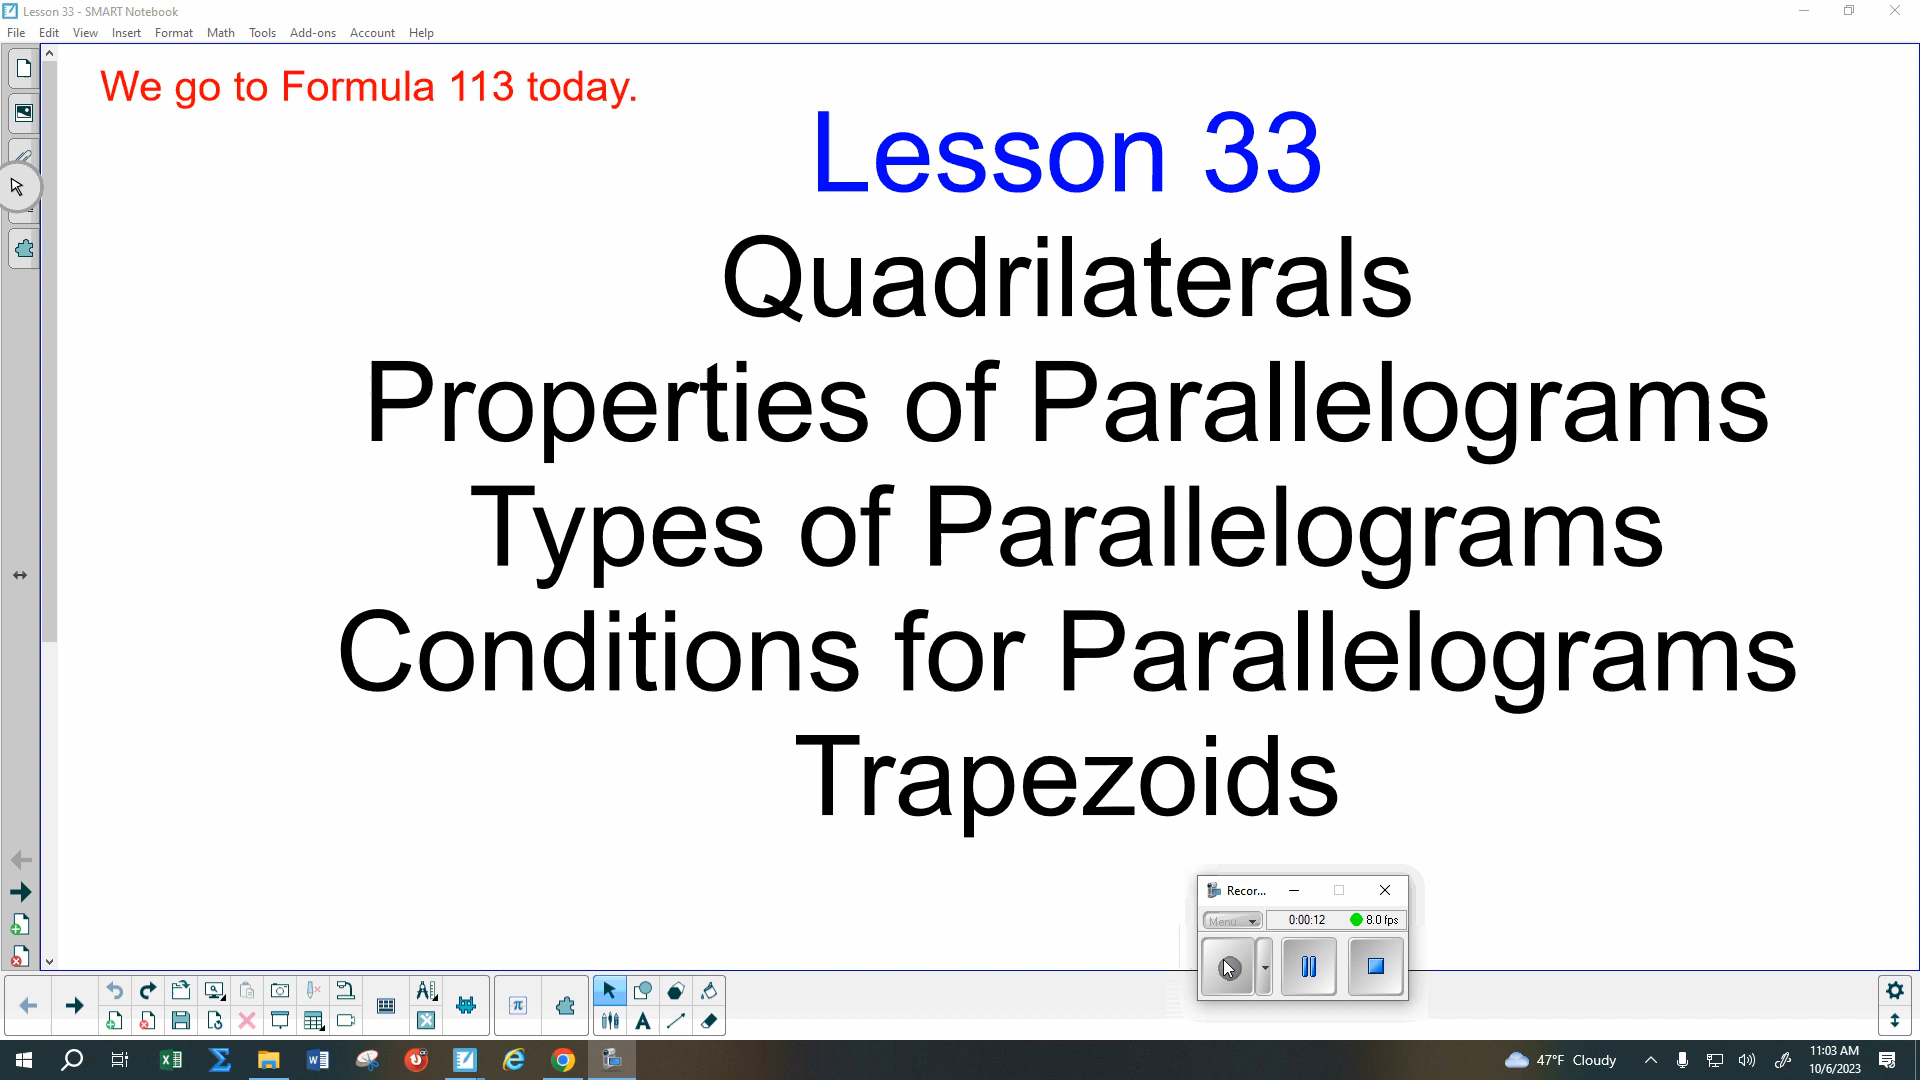 Lesson 33 - SMART Notebook
File Edit View Insert Format Math Tools Add-ons Account Help
We go to Formula 113 today.
Lesson 33
Quadrilaterals
Properties of Parallelograms
Types of Parallelograms
Conditions for Parallelograms
Trapezoids
Recor...
Menu 0:00:12 8.0 fps
47°F Cloudy
11:03 AM
10/6/2023